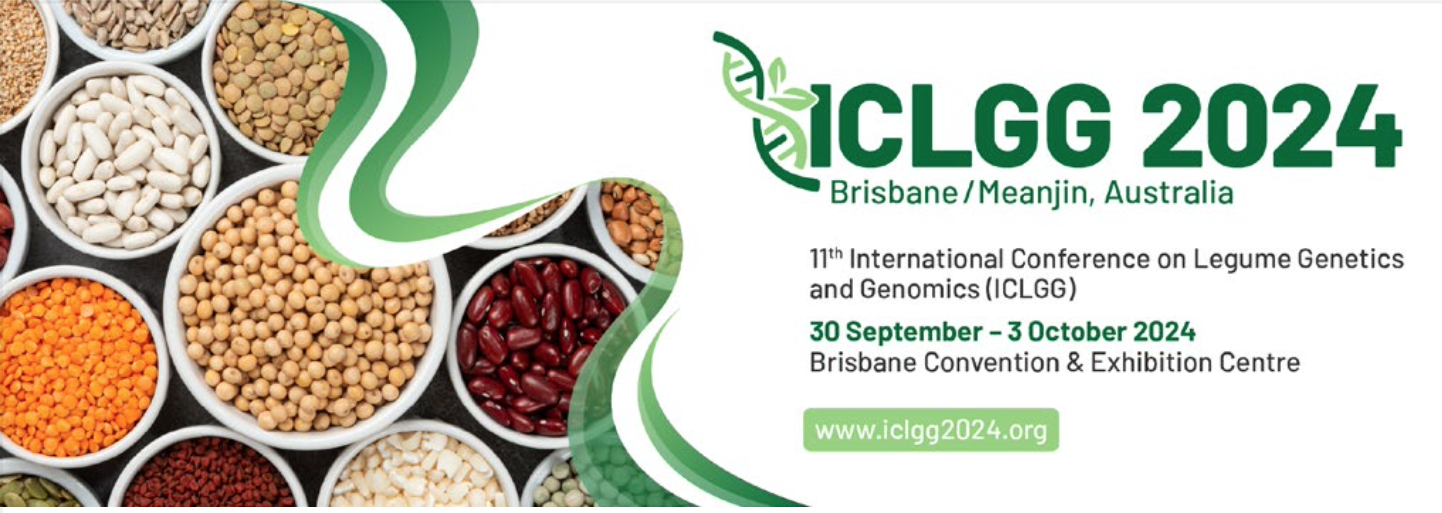 ICLGG 2024
Brisbane/Meanjin, Australia
11th International Conference on Legume Genetics
and Genomics (ICLGG)
30 September – 3 October 2024
Brisbane Convention & Exhibition Centre
www.iclgg2024.org